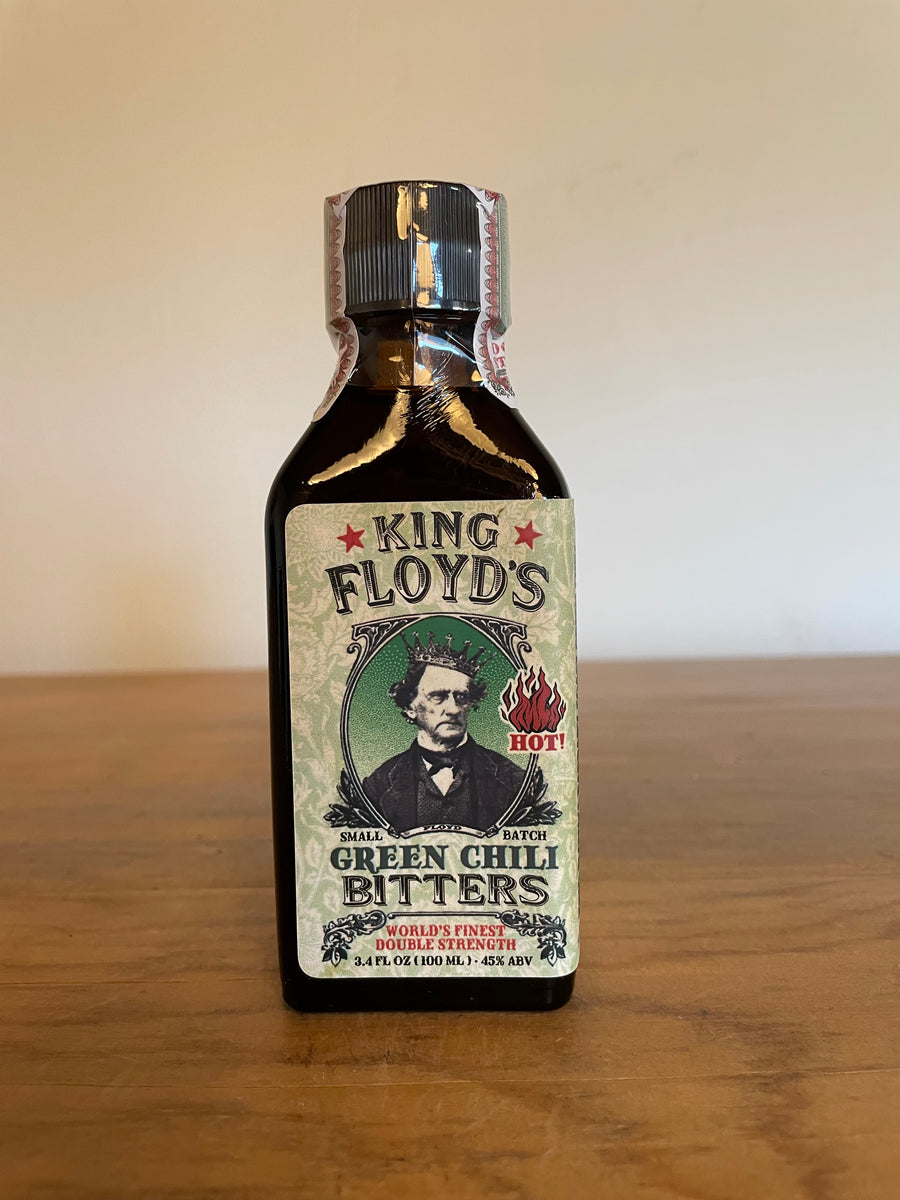 KING
FLOYD'S
HOT!
FLOYD
SMALL BATCH
GREEN CHILI
BITTERS
WORLD'S FINEST
DOUBLE STRENGTH
3.4 FL OZ (100 ML) · 45% ABV